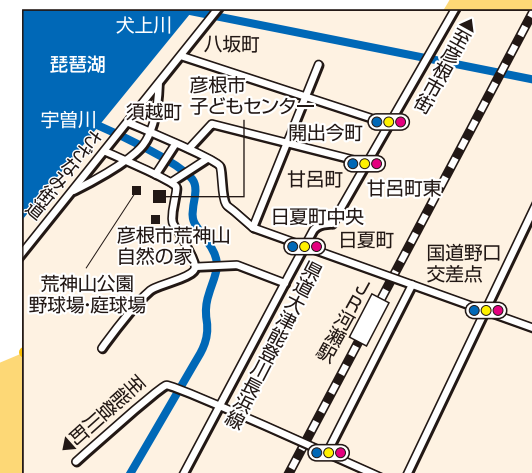 犬上川
八坂町
至彦根市街
琵琶湖
彦根市
子どもセンター
宇曽川
須越町
開出今町
さざなみ街道
甘呂町
甘呂町東
日夏町中央
日夏町
彦根市荒神山
自然の家
国道野口
交差点
荒神山公園
野球場・庭球場
県道大津能登川長浜線
JR河瀬駅
至能登川町